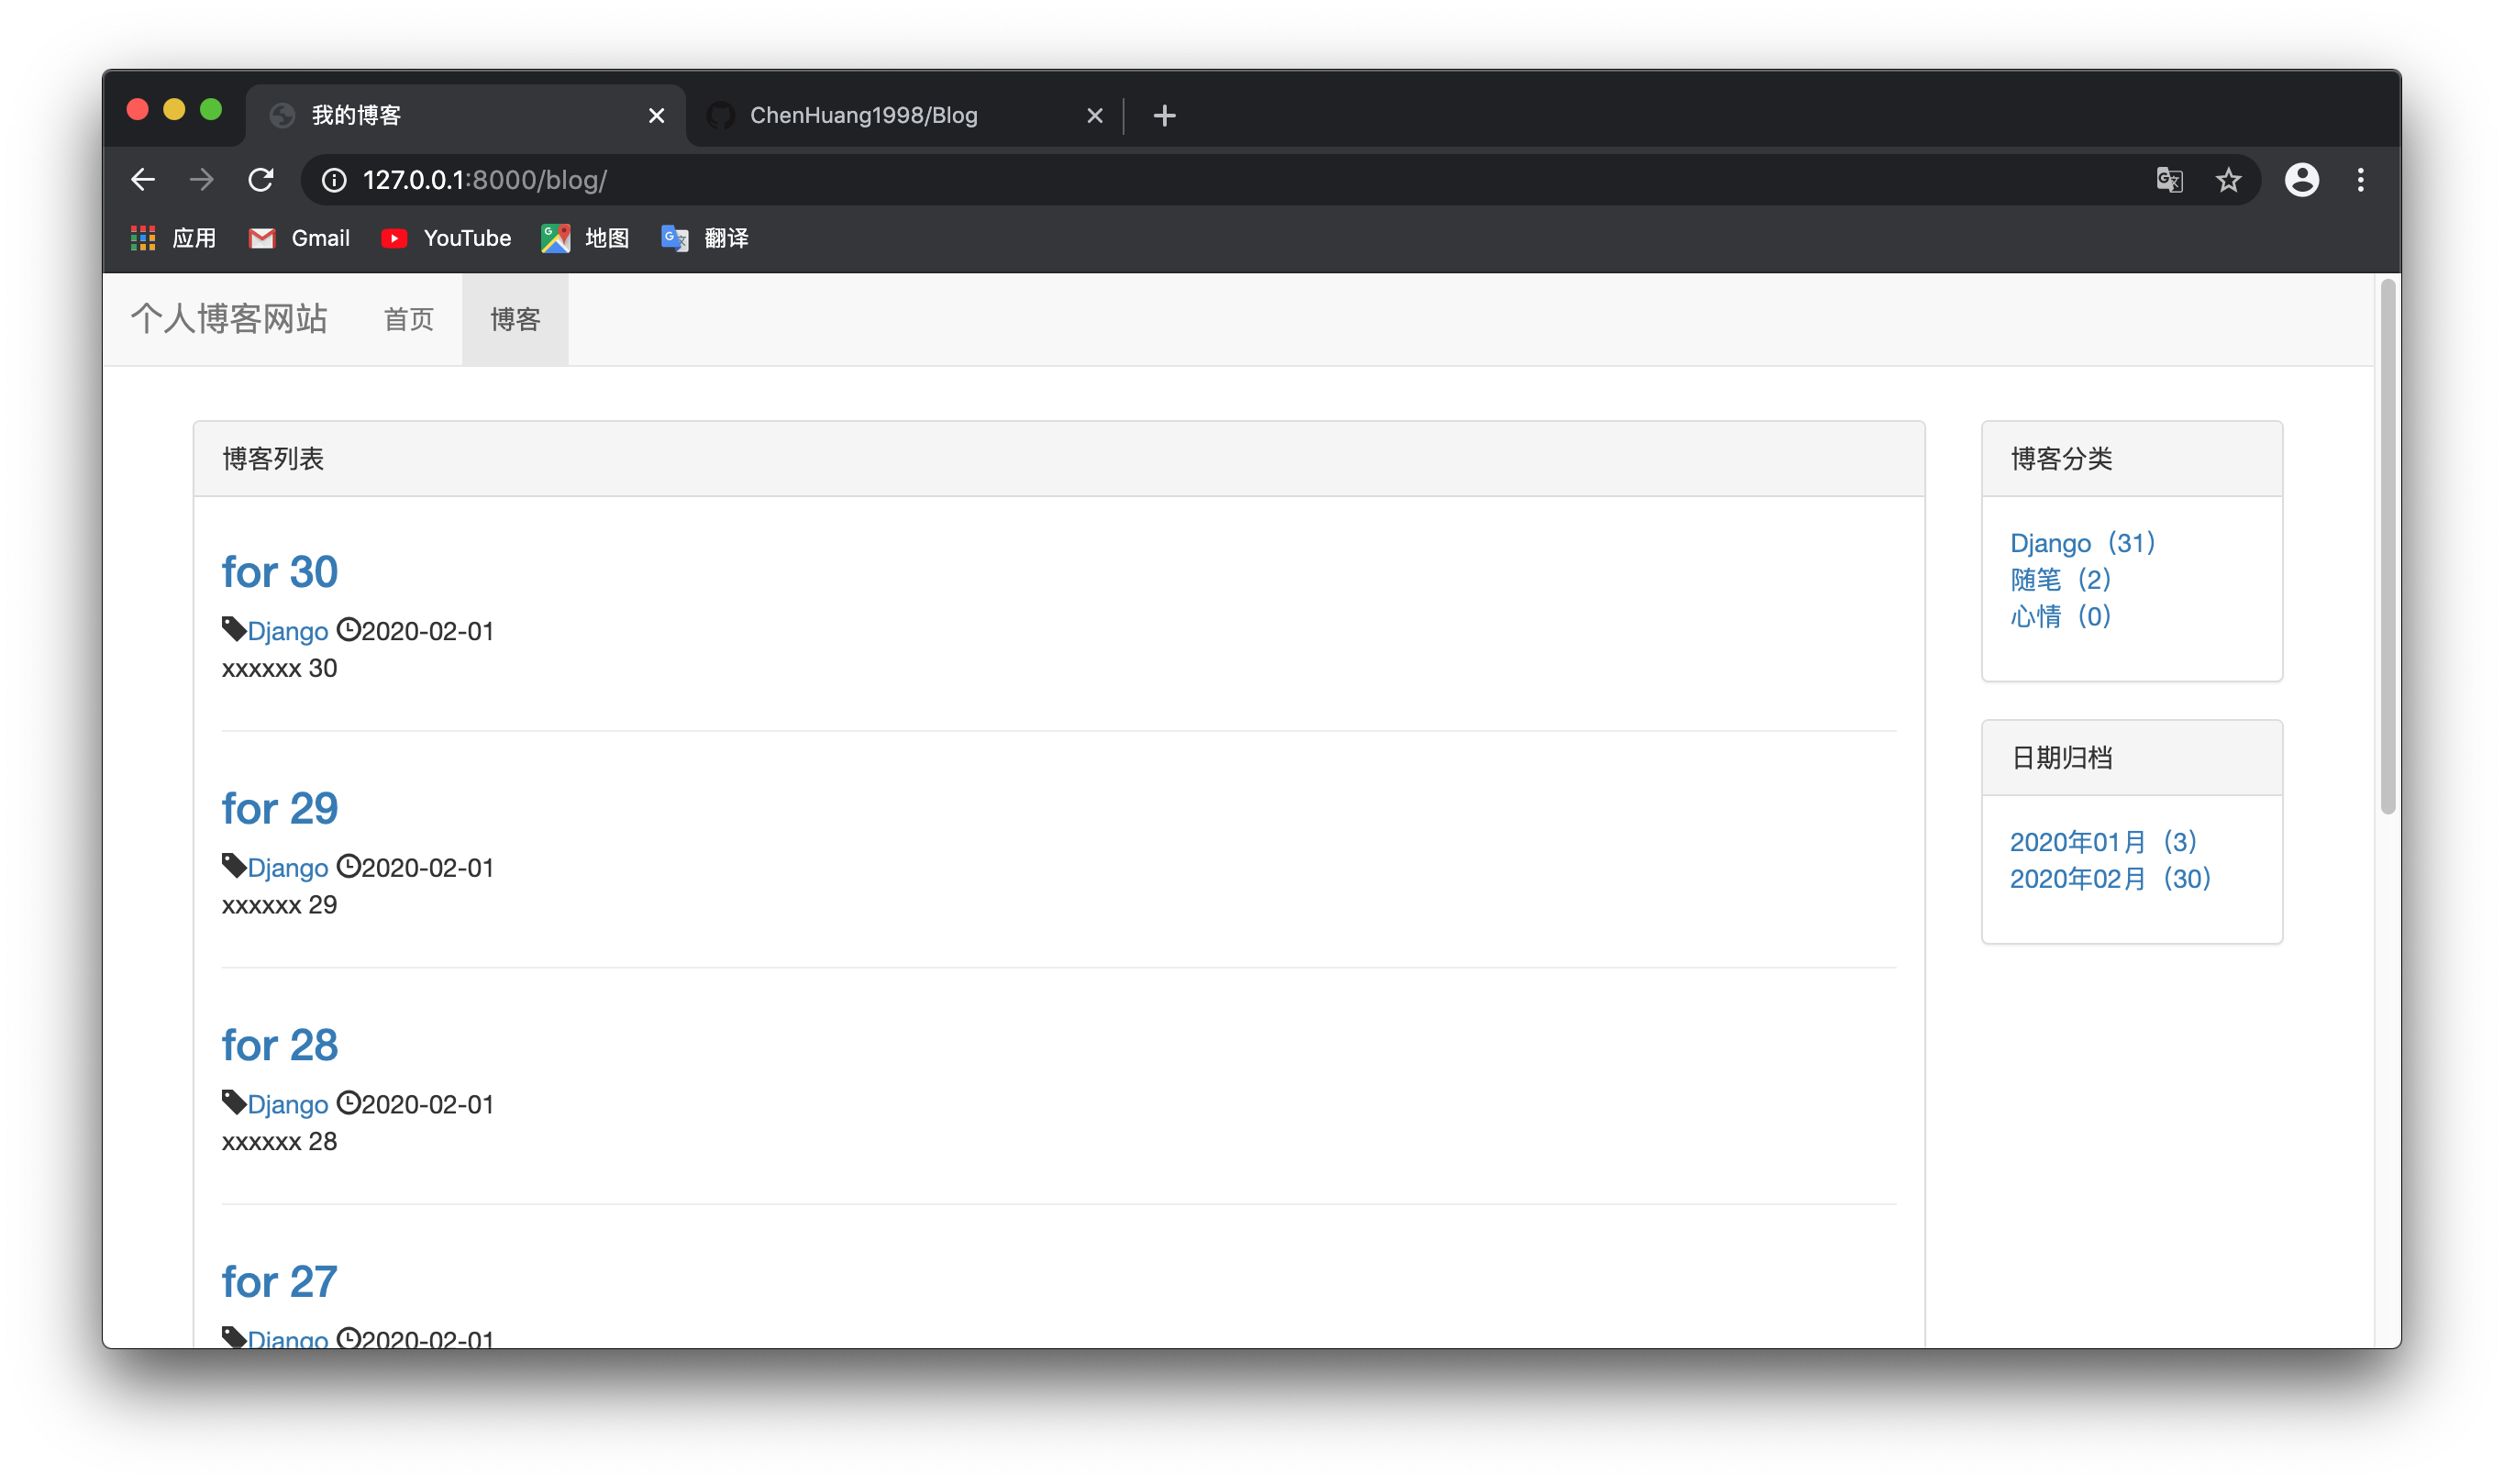 我的博客
ChenHuang1998/Blog
127.0.0.1:8000/blog/
应用 Gmail YouTube 地图 翻译
个人博客网站 首页 博客
博客列表
for 30
Django 2020-02-01
xxxxxx 30
for 29
Django 2020-02-01
xxxxxx 29
for 28
Django 2020-02-01
xxxxxx 28
for 27
Django 2020-02-01
博客分类
Django（31）
随笔（2）
心情（0）
日期归档
2020年01月（3）
2020年02月（30）